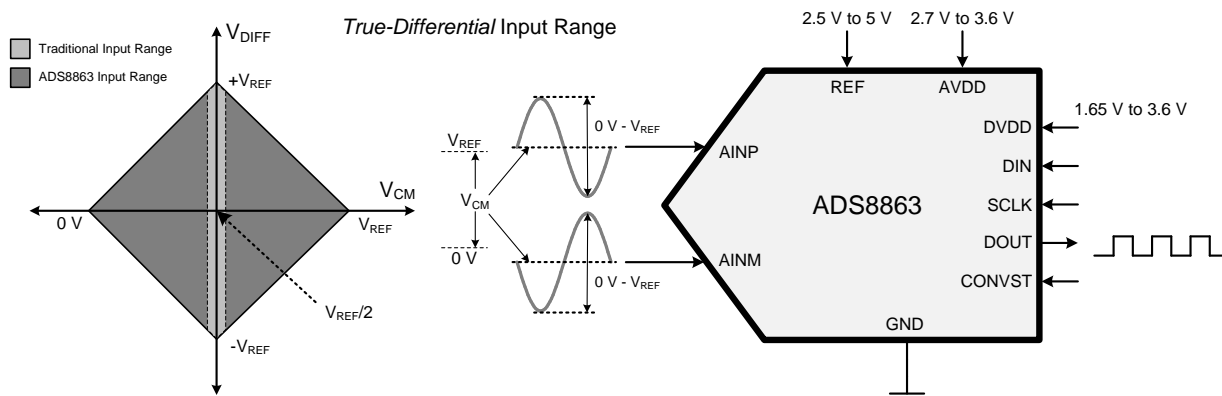 True-Differential Input Range
VDIFF
Traditional Input Range
ADS8863 Input Range
+VREF
VCM
0 V
VREF
VREF/2
-VREF
VREF
VCM
0 V
0 V - VREF
0 V - VREF
2.5 V to 5 V
2.7 V to 3.6 V
REF
AVDD
1.65 V to 3.6 V
DVDD
AINP
DIN
ADS8863
SCLK
DOUT
AINM
CONVST
GND